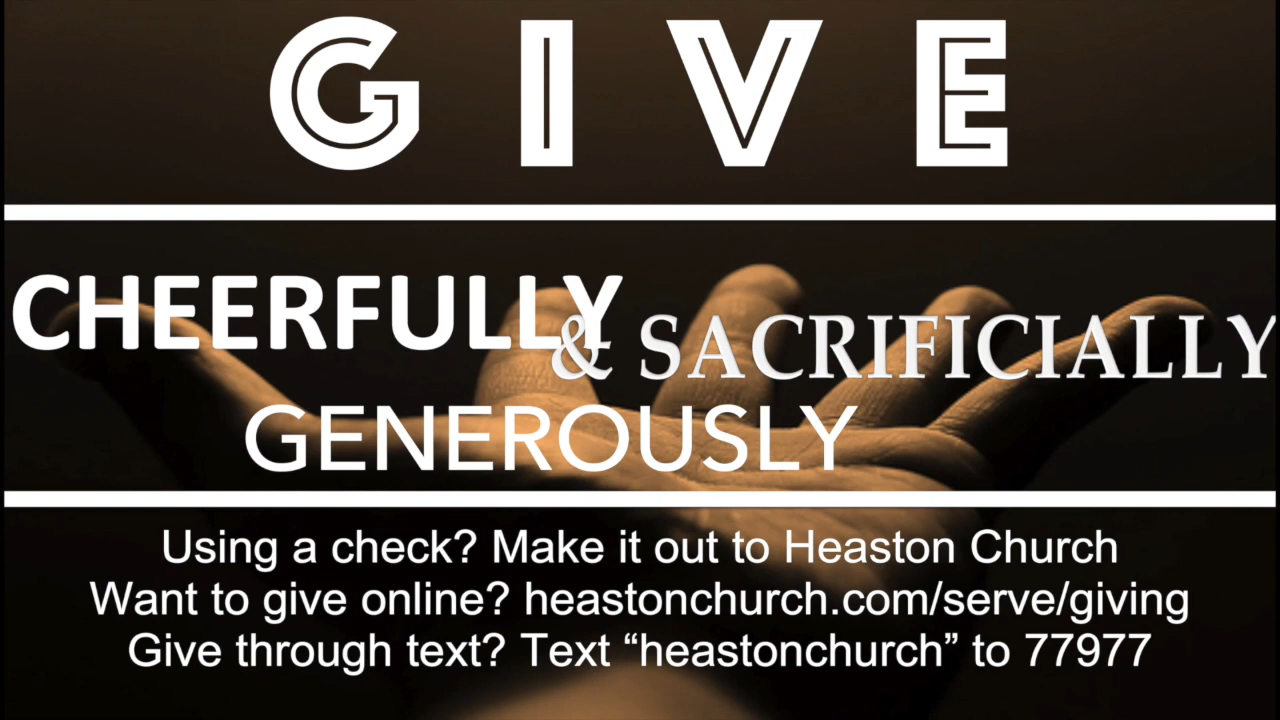 GIVE
CHEERFULLY
& SACRIFICIALLY
GENEROUSLY
Using a check? Make it out to Heaston Church
Want to give online? heastonchurch.com/serve/giving
Give through text? Text “heastonchurch” to 77977